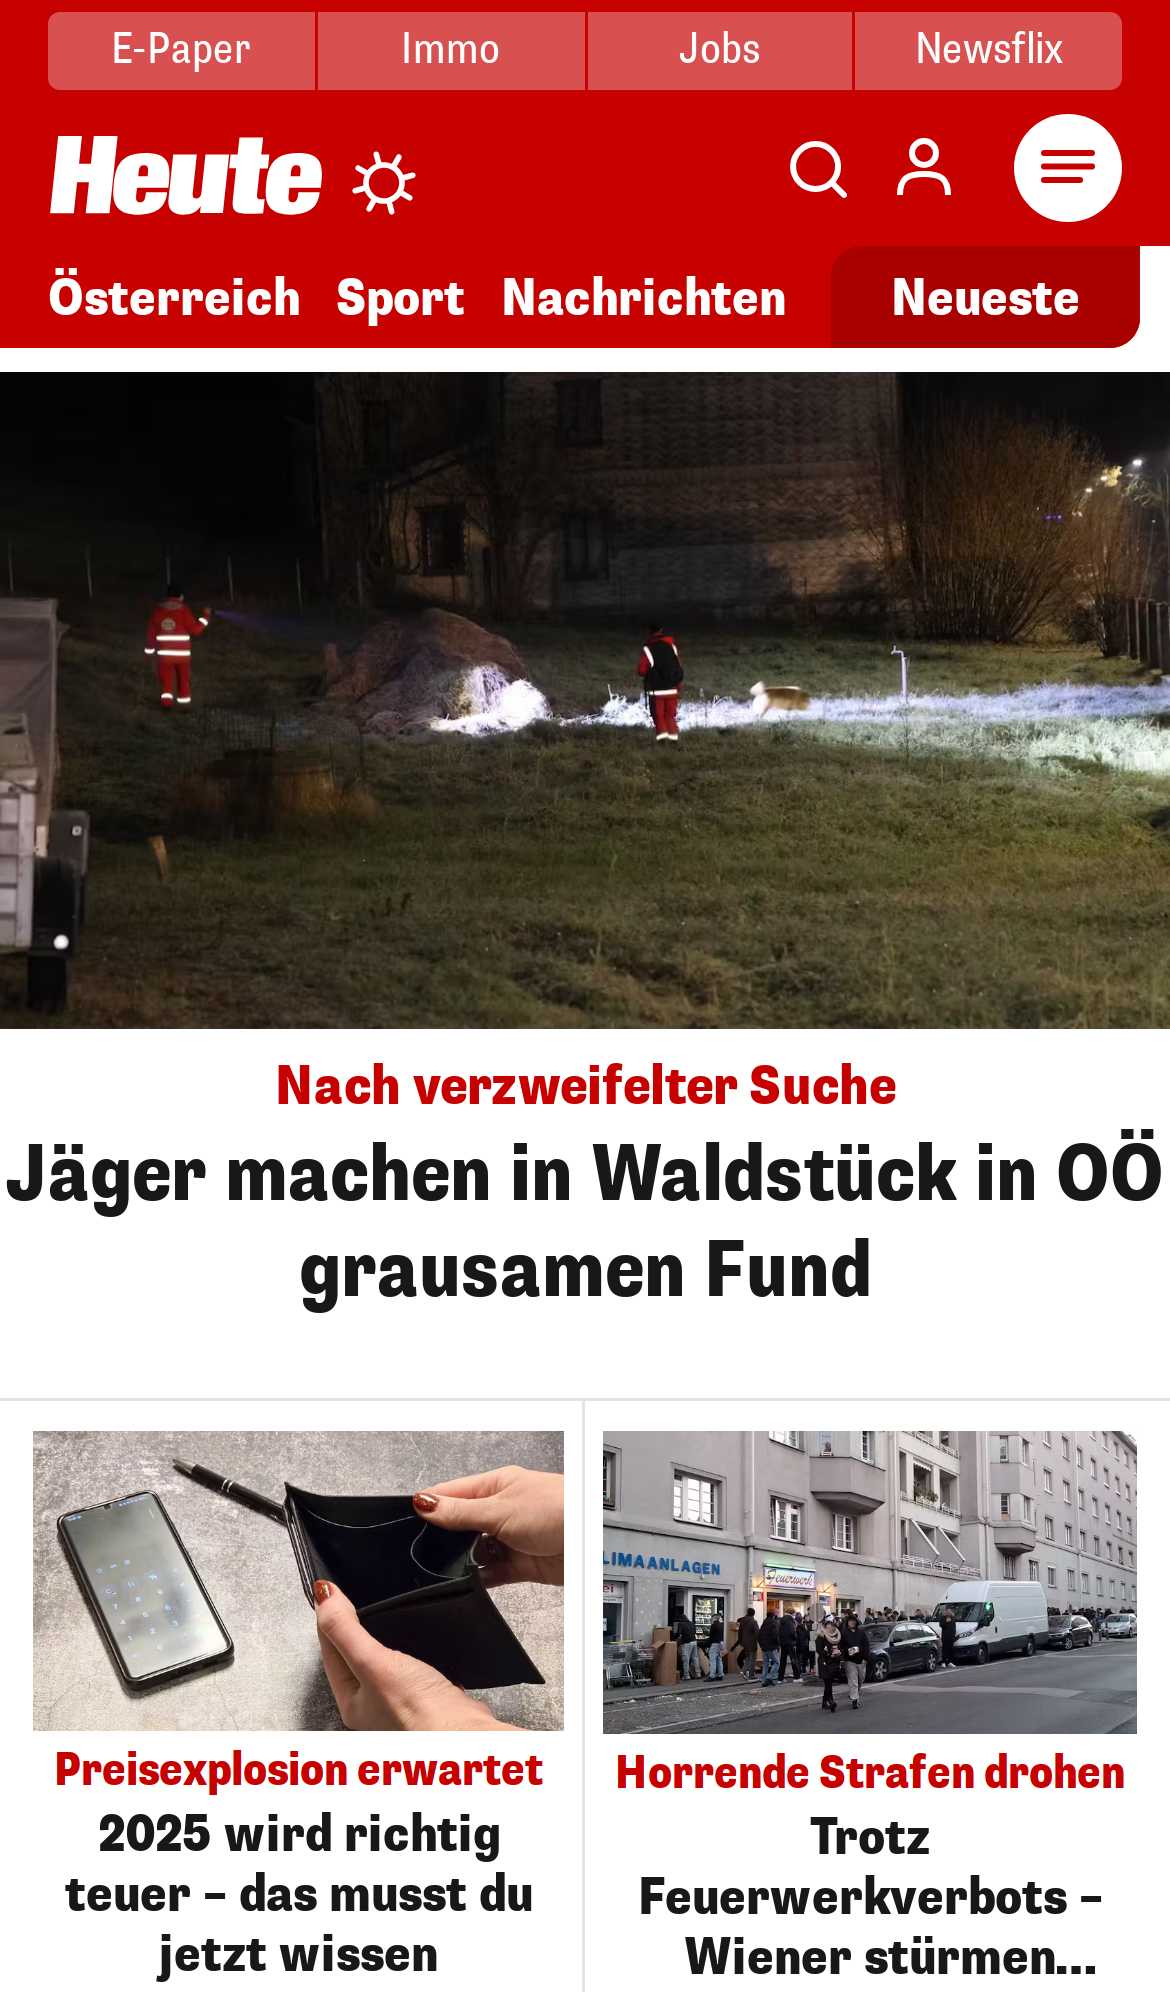 E-Paper
Immo
Jobs
Newsflix
Heute
Österreich
Sport
Nachrichten
Neueste
Nach verzweifelter Suche
Jäger machen in Waldstück in OÖ
grausamen Fund
LIMAANLAGEN
Feuerwerk
Preisexplosion erwartet
2025 wird richtig
teuer – das musst du
jetzt wissen
Horrende Strafen drohen
Trotz
Feuerwerkverbots –
Wiener stürmen...